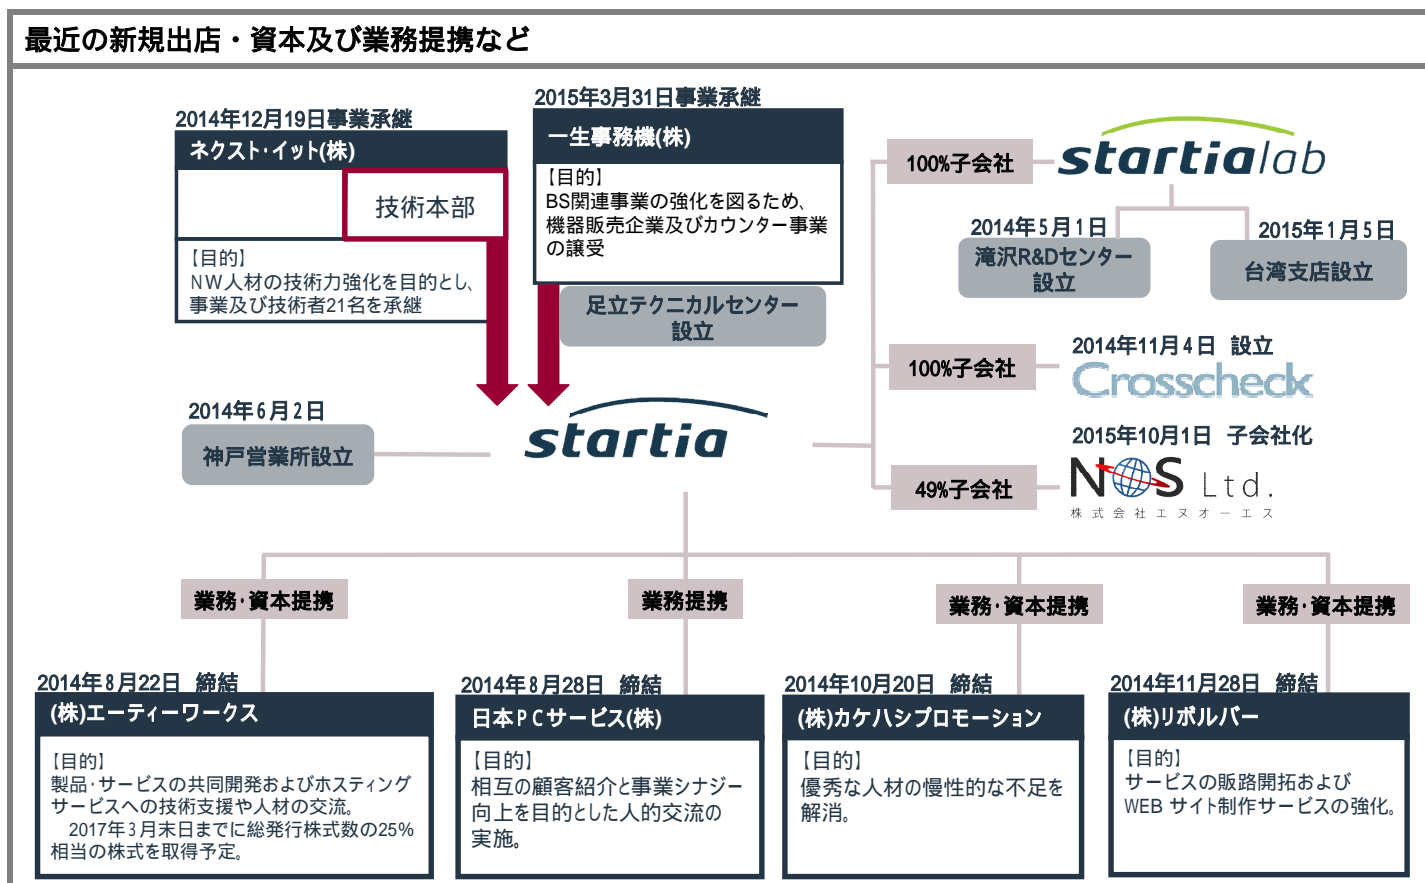 最近の新規出店・資本及び業務提携など
2014年12月19日事業承継
ネクスト・イット(株)
技術本部
【目的】
NW人材の技術力強化を目的とし、
事業及び技術者21名を承継
2015年3月31日事業承継
一生事務機(株)
【目的】
BS関連事業の強化を図るため、
機器販売企業及びカウンター事業
の譲受
足立テクニカルセンター
設立
100%子会社
startialab
2014年5月1日
滝沢R&Dセンター
設立
2015年1月5日
台湾支店設立
100%子会社
2014年11月4日 設立
Crosscheck
2014年6月2日
神戸営業所設立
startia
49%子会社
2015年10月1日 子会社化
NOS Ltd.
株式会社エヌオーエス
業務・資本提携
業務提携
業務・資本提携
業務・資本提携
2014年8月22日 締結
(株)エーティーワークス
【目的】
製品・サービスの共同開発およびホスティング
サービスへの技術支援や人材の交流。
2017年3月末日までに総発行株式数の25%
相当の株式を取得予定。
2014年8月28日 締結
日本PCサービス(株)
【目的】
相互の顧客紹介と事業シナジー
向上を目的とした人的交流の
実施。
2014年10月20日 締結
(株)カケハシプロモーション
【目的】
優秀な人材の慢性的な不足を
解消。
2014年11月28日 締結
(株)リボルバー
【目的】
サービスの販路開拓および
WEB サイト制作サービスの強化。